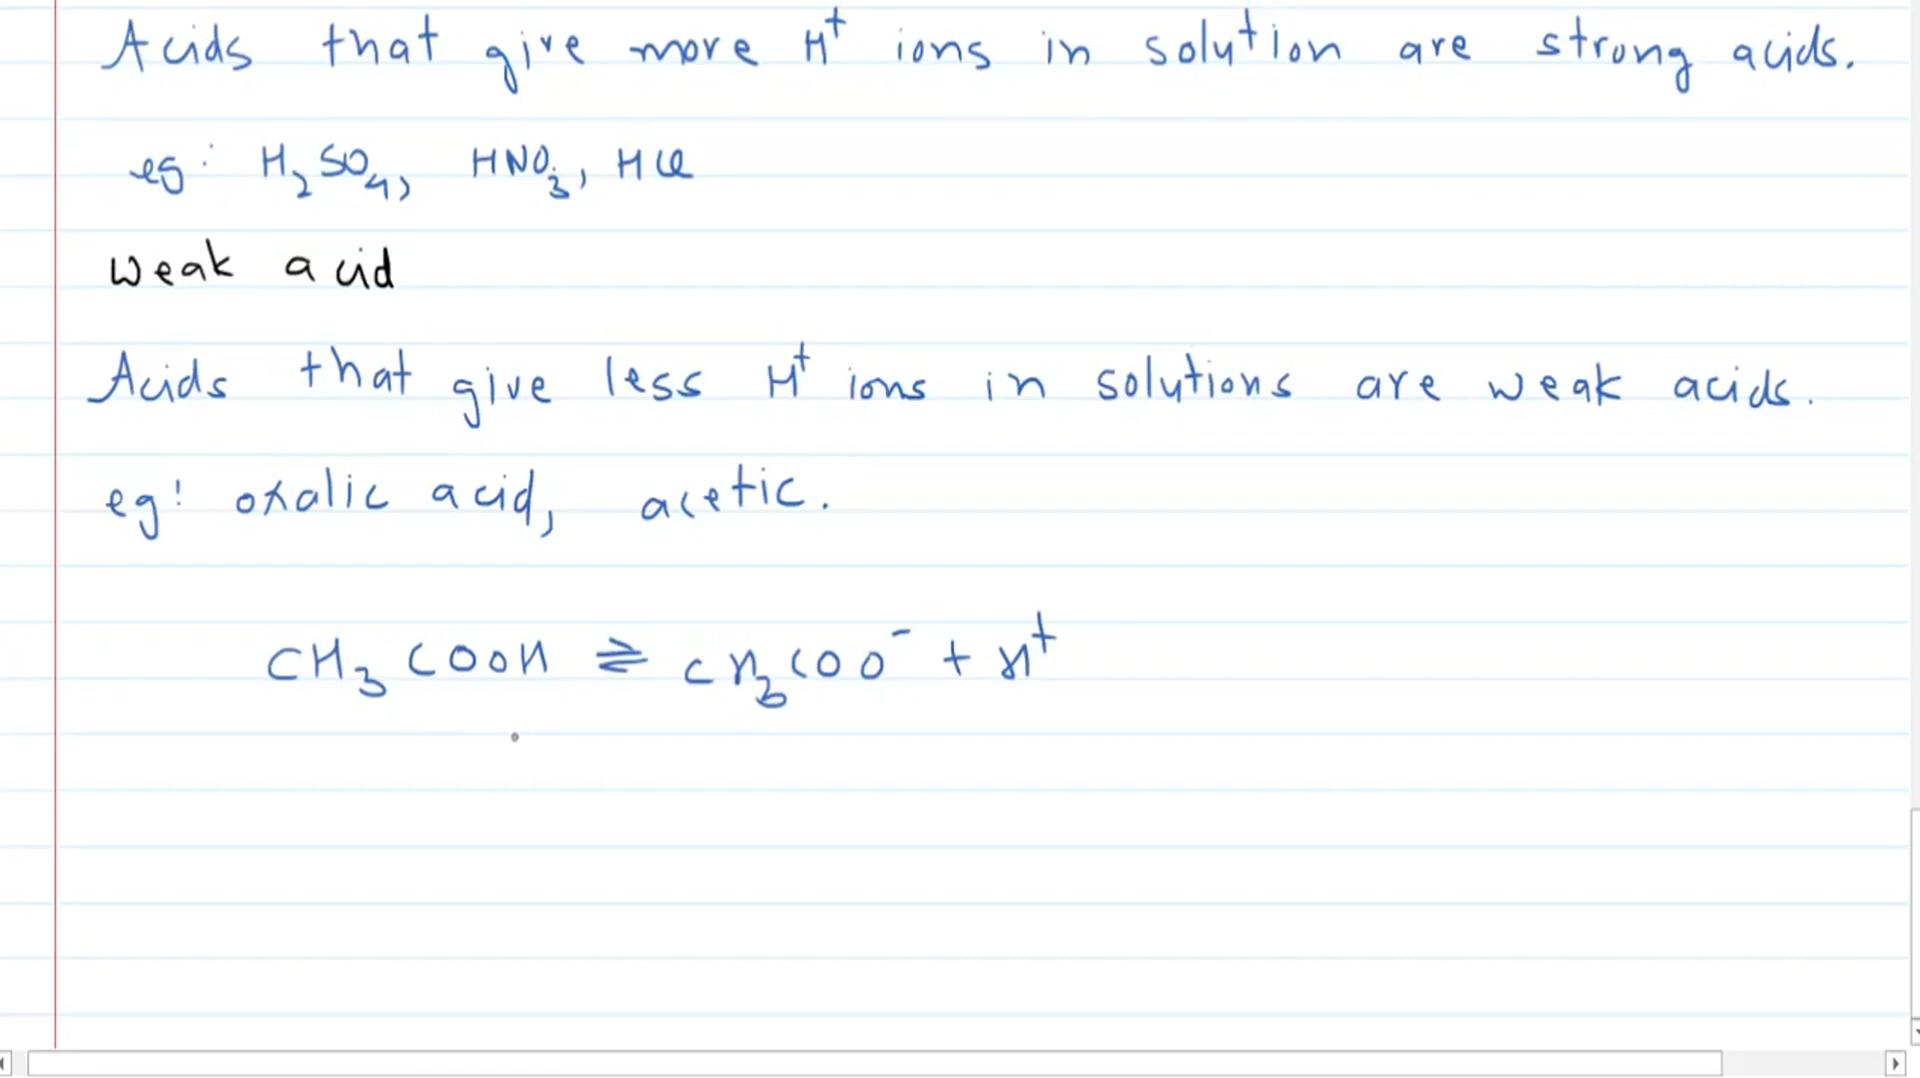 Acids that give more H⁺ ions in solution are strong acids.
eg: H₂SO₄, HNO₃, HCl
weak acid
Acids that give less H⁺ ions in solutions are weak acids.
eg: oxalic acid, acetic.
CH₃COOH ⇌ CH₃COO⁻ + H⁺